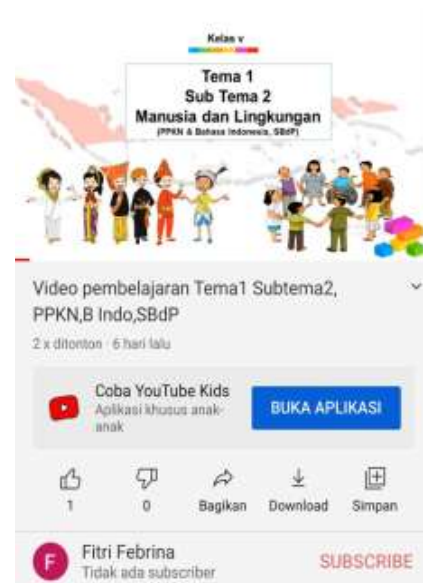 Kelas v
Tema 1
Sub Tema 2
Manusia dan Lingkungan
(PPKN & Bahasa Indonesia, SBdP)
Video pembelajaran Tema1 Subtema2,
PPKN,B Indo,SBdP
2 x ditonton · 6 hari lalu
Coba YouTube Kids
Aplikasi khusus anak-
anak
BUKA APLIKASI
1
0
Bagikan
Download
Simpan
F
Fitri Febrina
Tidak ada subscriber
SUBSCRIBE